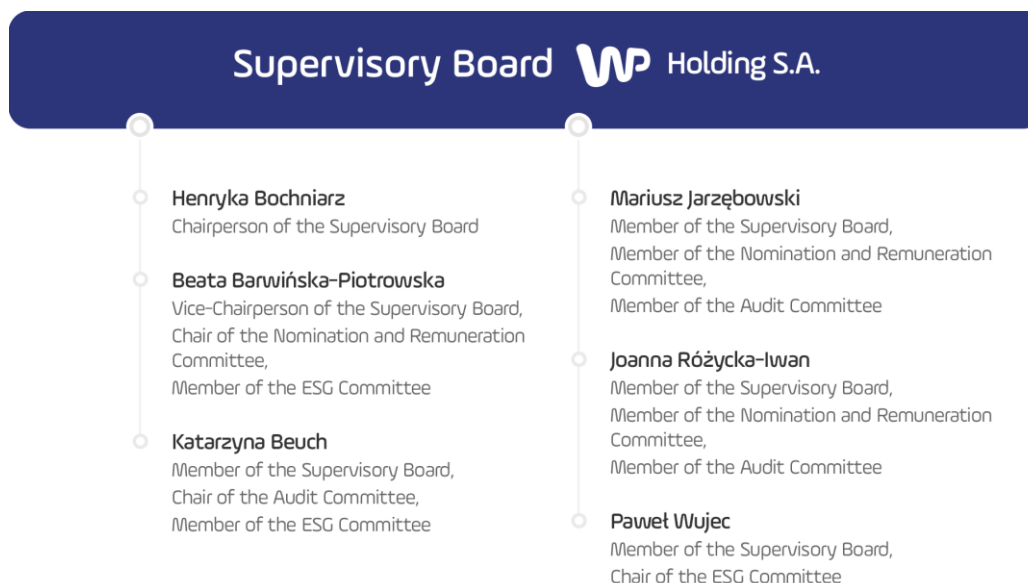 Supervisory Board WP Holding S.A.
Henryka Bochniarz
Chairperson of the Supervisory Board
Beata Barwińska-Piotrowska
Vice-Chairperson of the Supervisory Board,
Chair of the Nomination and Remuneration
Committee,
Member of the ESG Committee
Katarzyna Beuch
Member of the Supervisory Board,
Chair of the Audit Committee,
Member of the ESG Committee
Mariusz Jarzębowski
Member of the Supervisory Board,
Member of the Nomination and Remuneration
Committee,
Member of the Audit Committee
Joanna Różycka-Iwan
Member of the Supervisory Board,
Member of the Nomination and Remuneration
Committee,
Member of the Audit Committee
Paweł Wujec
Member of the Supervisory Board,
Chair of the ESG Committee